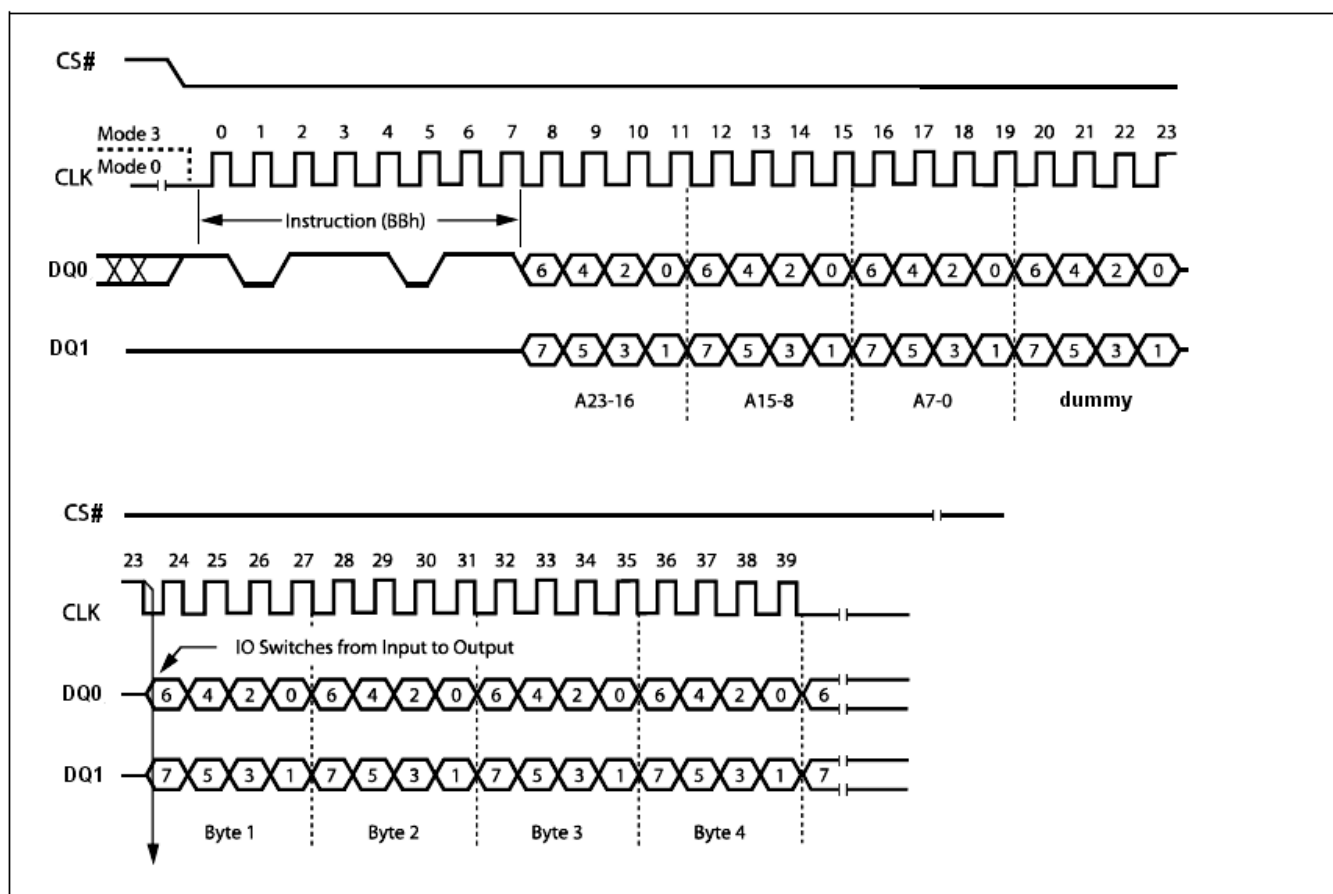 CS#
Mode 3
0 1 2 3 4 5 6 7 8 9 10 11 12 13 14 15 16 17 18 19 20 21 22 23
Mode 0
CLK
Instruction (BBh)
DQ0 6 4 2 0 6 4 2 0 6 4 2 0 6 4 2 0
DQ1 7 5 3 1 7 5 3 1 7 5 3 1 7 5 3 1
A23-16 A15-8 A7-0 dummy
CS#
23 24 25 26 27 28 29 30 31 32 33 34 35 36 37 38 39
CLK
IO Switches from Input to Output
DQ0 6 4 2 0 6 4 2 0 6 4 2 0 6 4 2 0 6
DQ1 7 5 3 1 7 5 3 1 7 5 3 1 7 5 3 1 7
Byte 1 Byte 2 Byte 3 Byte 4